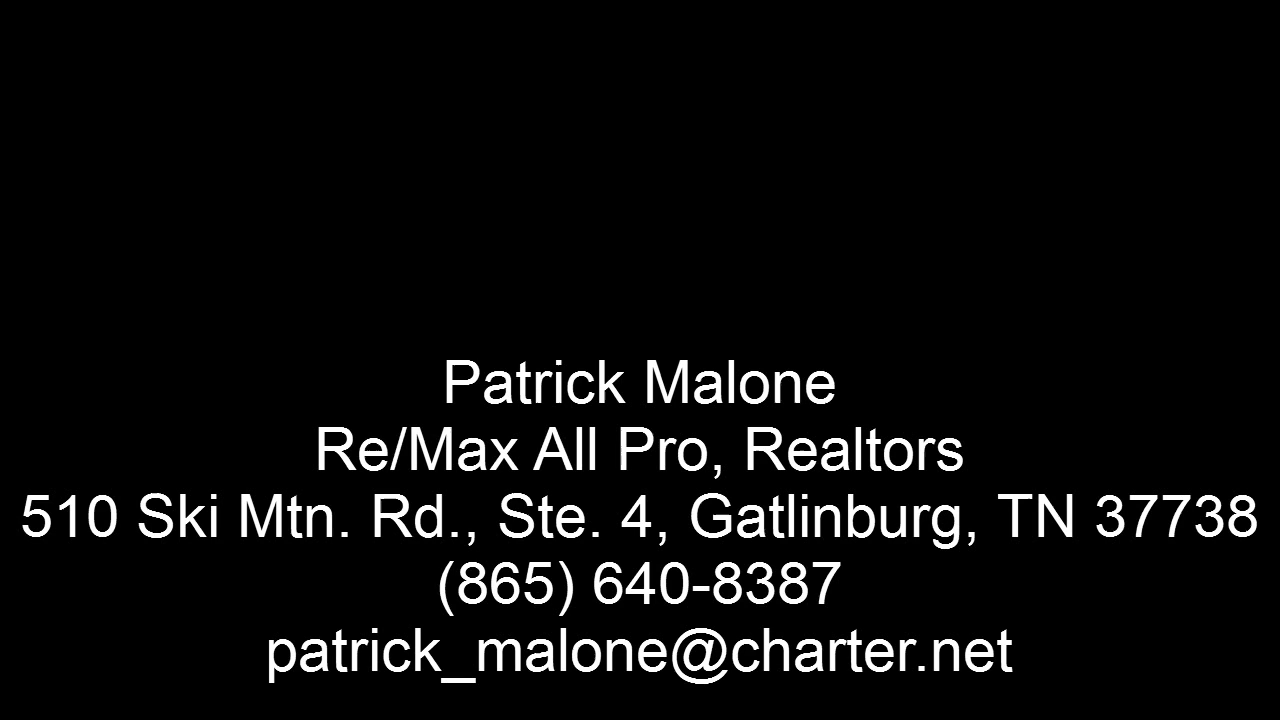 Patrick Malone
Re/Max All Pro, Realtors
510 Ski Mtn. Rd., Ste. 4, Gatlinburg, TN 37738
(865) 640-8387
patrick_malone@charter.net